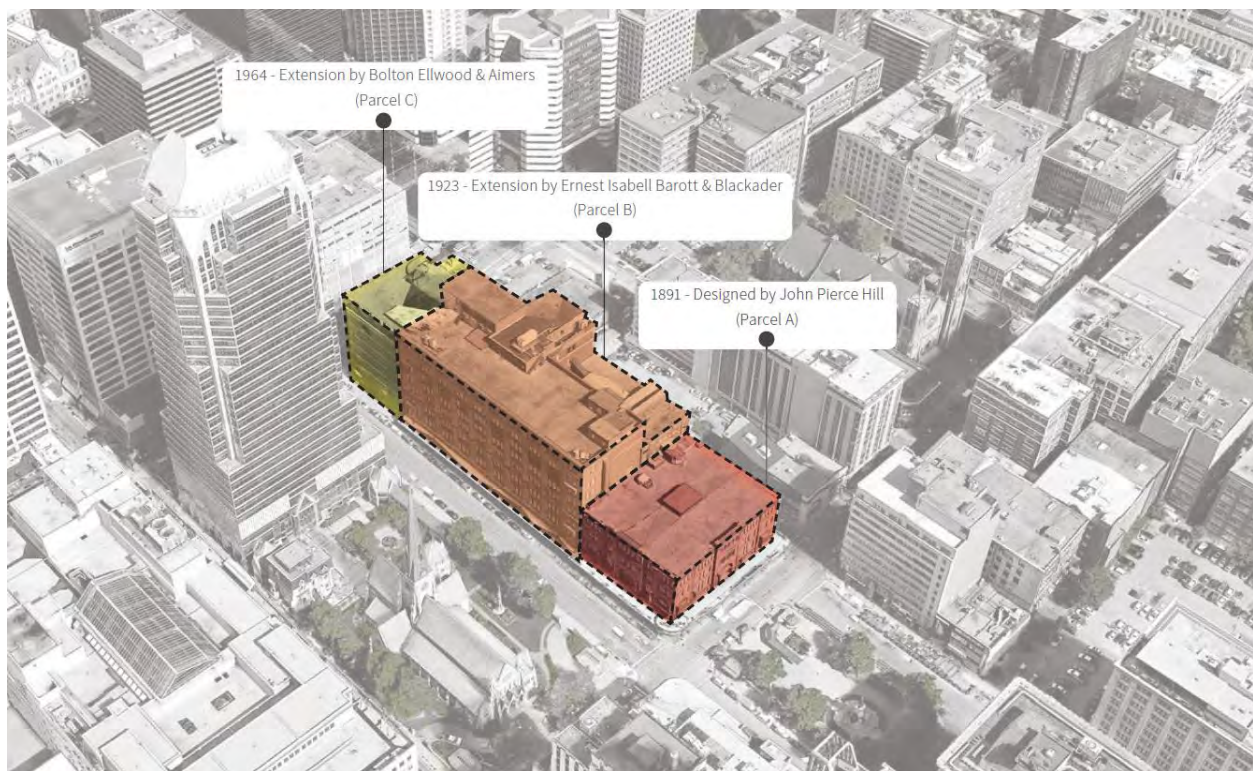 1964 - Extension by Bolton Ellwood & Aimers
(Parcel C)
1923 - Extension by Ernest Isabell Barott & Blackader
(Parcel B)
1891 - Designed by John Pierce Hill
(Parcel A)